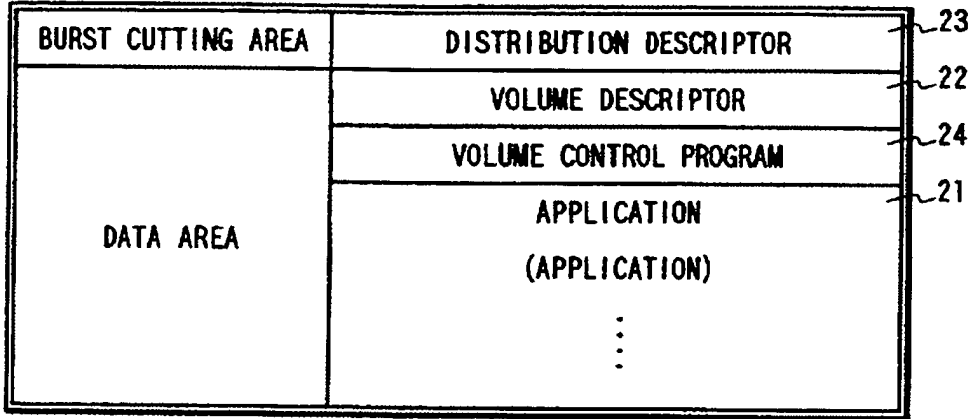 BURST CUTTING AREA
DISTRIBUTION DESCRIPTOR
23
DATA AREA
VOLUME DESCRIPTOR
22
VOLUME CONTROL PROGRAM
24
APPLICATION
21
(APPLICATION)